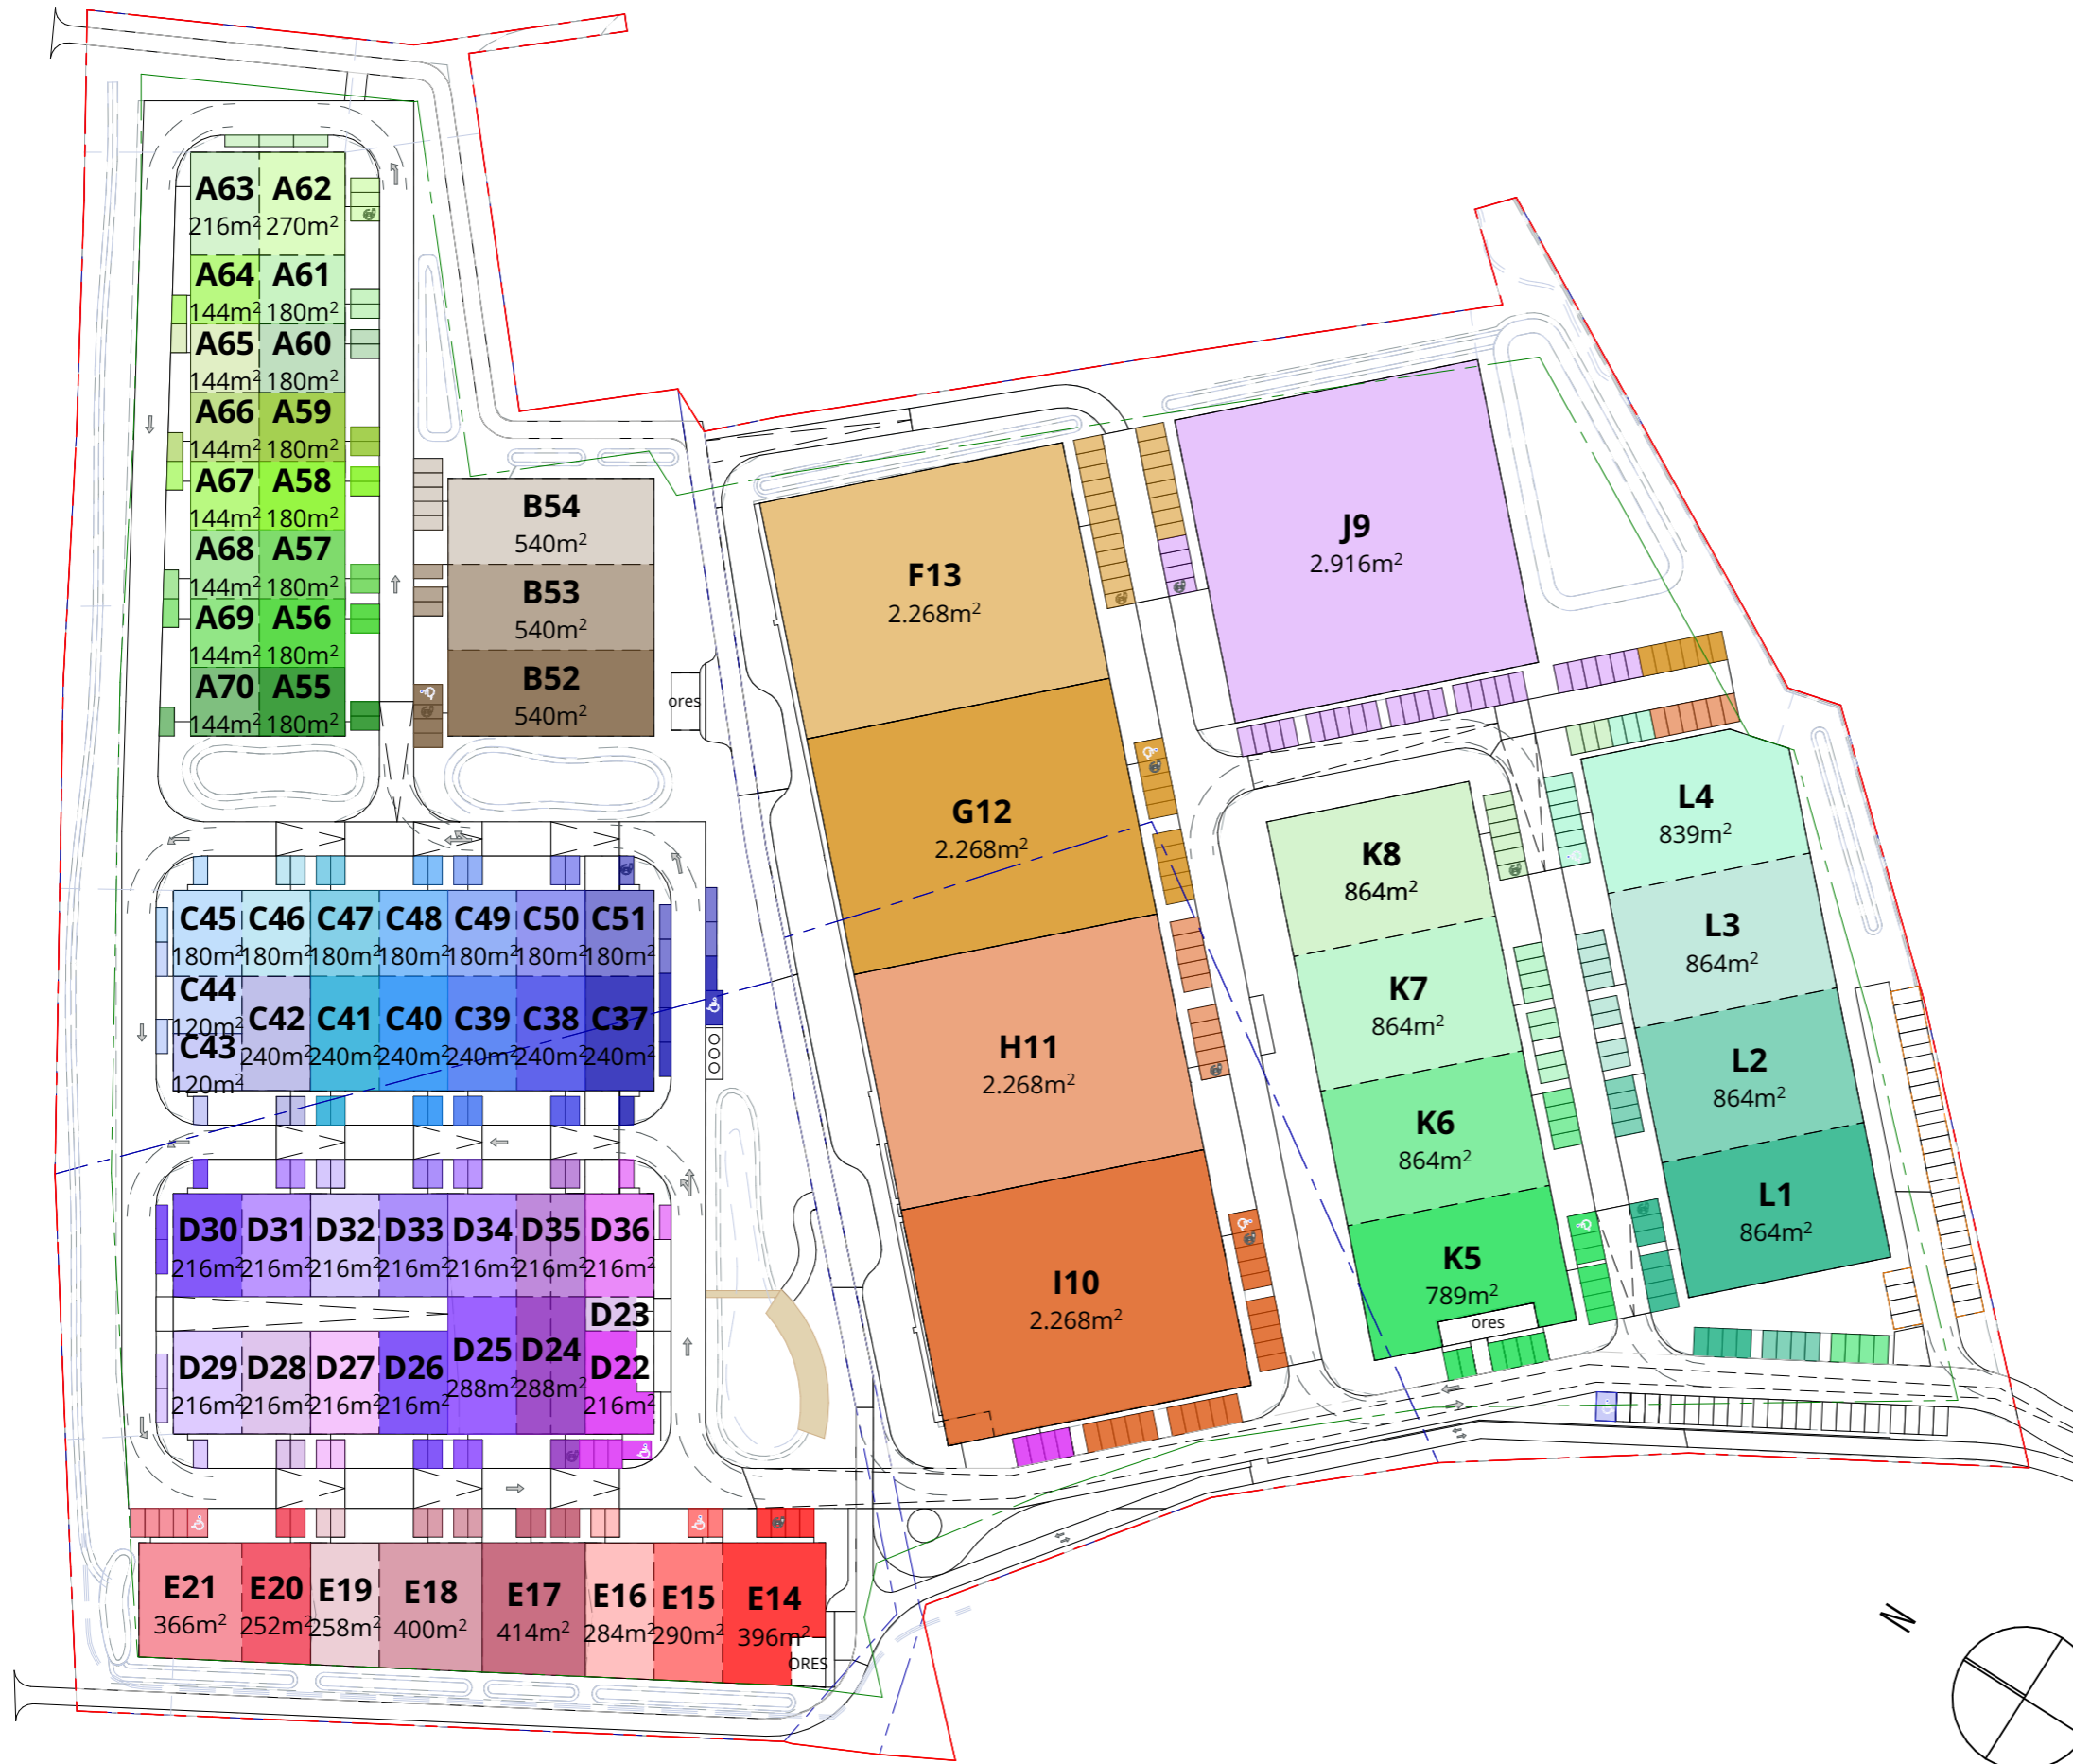 A63 A62
216m² 270m²
A64 A61
144m² 180m²
A65 A60
144m² 180m²
A66 A59
144m² 180m²
A67 A58
144m² 180m²
A68 A57
144m² 180m²
A69 A56
144m² 180m²
A70 A55
144m² 180m²
B54
540m²
B53
540m²
B52
540m²
ores
C45 C46 C47 C48 C49 C50 C51
180m² 180m² 180m² 180m² 180m² 180m² 180m²
C44
120m²
C43
120m²
C42 C41 C40 C39 C38 C37
240m² 240m² 240m² 240m² 240m² 240m²
D30 D31 D32 D33 D34 D35 D36
216m² 216m² 216m² 216m² 216m² 216m² 216m²
D23
D29 D28 D27 D26 D25 D24 D22
216m² 216m² 216m² 216m² 288m² 288m² 216m²
E21 E20 E19 E18 E17 E16 E15 E14
366m² 252m² 258m² 400m² 414m² 284m² 290m² 396m²
ORES
F13
2.268m²
G12
2.268m²
H11
2.268m²
I10
2.268m²
J9
2.916m²
K8
864m²
K7
864m²
K6
864m²
K5
789m²
ores
L4
839m²
L3
864m²
L2
864m²
L1
864m²
N